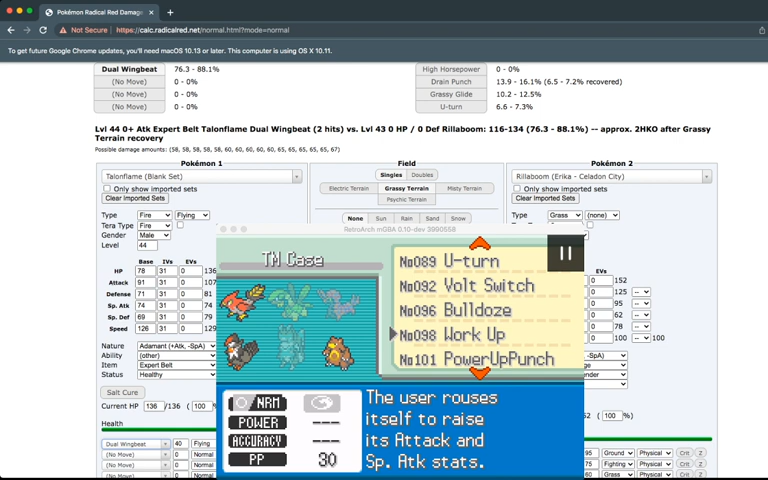 Pokémon Radical Red Damage
Not Secure | https://calc.radicalred.net/normal.html?mode=normal
To get future Google Chrome updates, you'll need macOS 10.13 or later. This computer is using OS X 10.11.
Dual Wingbeat 76.3 - 88.1%
(No Move) 0 - 0%
(No Move) 0 - 0%
(No Move) 0 - 0%
High Horsepower 0 - 0%
Drain Punch 13.9 - 16.1% (6.5 - 7.2% recovered)
Grassy Glide 10.2 - 12.5%
U-turn 6.6 - 7.3%
Lvl 44 0+ Atk Expert Belt Talonflame Dual Wingbeat (2 hits) vs. Lvl 43 0 HP / 0 Def Rillaboom: 116-134 (76.3 - 88.1%) -- approx. 2HKO after Grassy
Terrain recovery
Possible damage amounts: (58, 58, 58, 58, 58, 60, 60, 60, 60, 60, 61, 65, 65, 65, 65, 67)
Pokémon 1
Talonflame (Blank Set)
Only show imported sets
Clear Imported Sets
Type Fire Flying
Tera Type Fire
Gender Male
Level 44
Base IVs EVs
HP 78 31 0 136
Attack 91 31 0 107
Defense 71 31 0 81
Sp. Atk 74 31 0 74
Sp. Def 69 31 0 79
Speed 126 31 0 129
Nature Adamant (+Atk, -SpA)
Ability (other)
Item Expert Belt
Status Healthy
Salt Cure
Current HP 136 /136 ( 100
Health
Dual Wingbeat 40 Flying
(No Move) 0 Normal
(No Move) 0 Normal
(No Move) 0 Normal
Field
Singles Doubles
Electric Terrain Grassy Terrain Misty Terrain
Psychic Terrain
None Sun Rain Sand Snow
Pokémon 2
Rillaboom (Erika - Celadon City)
Only show imported sets
Clear Imported Sets
Type Grass (none)
EVs
0 152
0 125 --
0 95 --
0 62 --
0 78 --
0 100 -- 100
( 100 %)
95 Ground Physical Crit Z
75 Fighting Physical Crit Z
60 Grass Physical Crit Z
RetroArch mGBA 0.10-dev 3990558
TM Case
No089 U-turn
No092 Volt Switch
No096 Bulldoze
No098 Work Up
No101 PowerUpPunch
NRM
POWER ---
ACCURACY ---
PP 30
The user rouses
itself to raise
its Attack and
Sp. Atk stats.